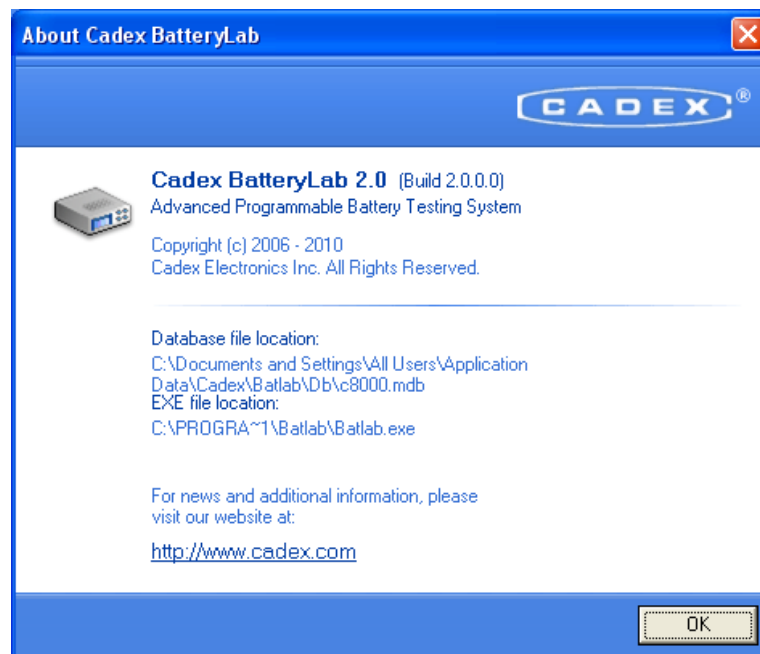 About Cadex BatteryLab
CADEX®
Cadex BatteryLab 2.0 (Build 2.0.0.0)
Advanced Programmable Battery Testing System
Copyright (c) 2006 - 2010
Cadex Electronics Inc. All Rights Reserved.
Database file location:
C:\Documents and Settings\All Users\Application
Data\Cadex\Batlab\Db\c8000.mdb
EXE file location:
C:\PROGRA~1\Batlab\Batlab.exe
For news and additional information, please
visit our website at:
http://www.cadex.com
OK